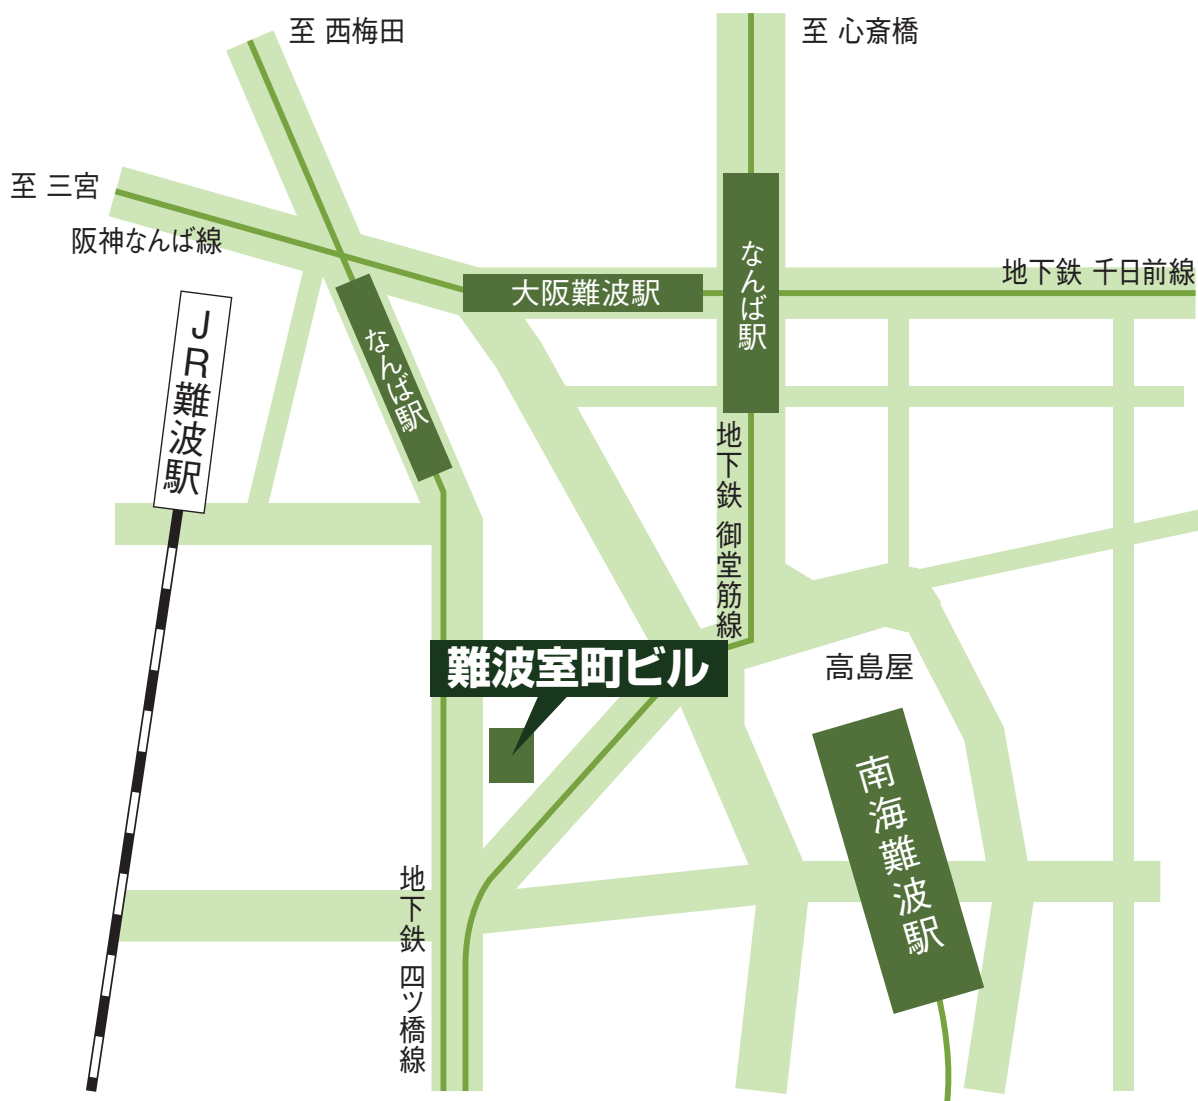 至 西梅田
至 心斎橋
至 三宮
阪神なんば線
地下鉄 千日前線
大阪難波駅
なんば駅
なんば駅
JR難波駅
地下鉄 御堂筋線
難波室町ビル
高島屋
南海難波駅
地下鉄 四ツ橋線